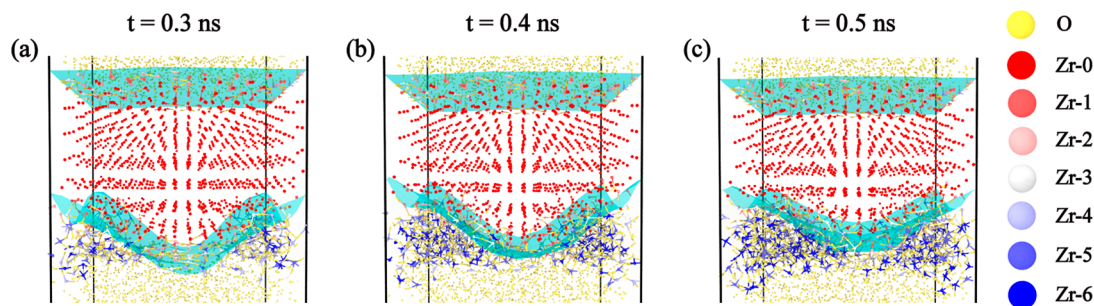 t = 0.3 ns
t = 0.4 ns
t = 0.5 ns
(a)
(b)
(c)
O
Zr-0
Zr-1
Zr-2
Zr-3
Zr-4
Zr-5
Zr-6